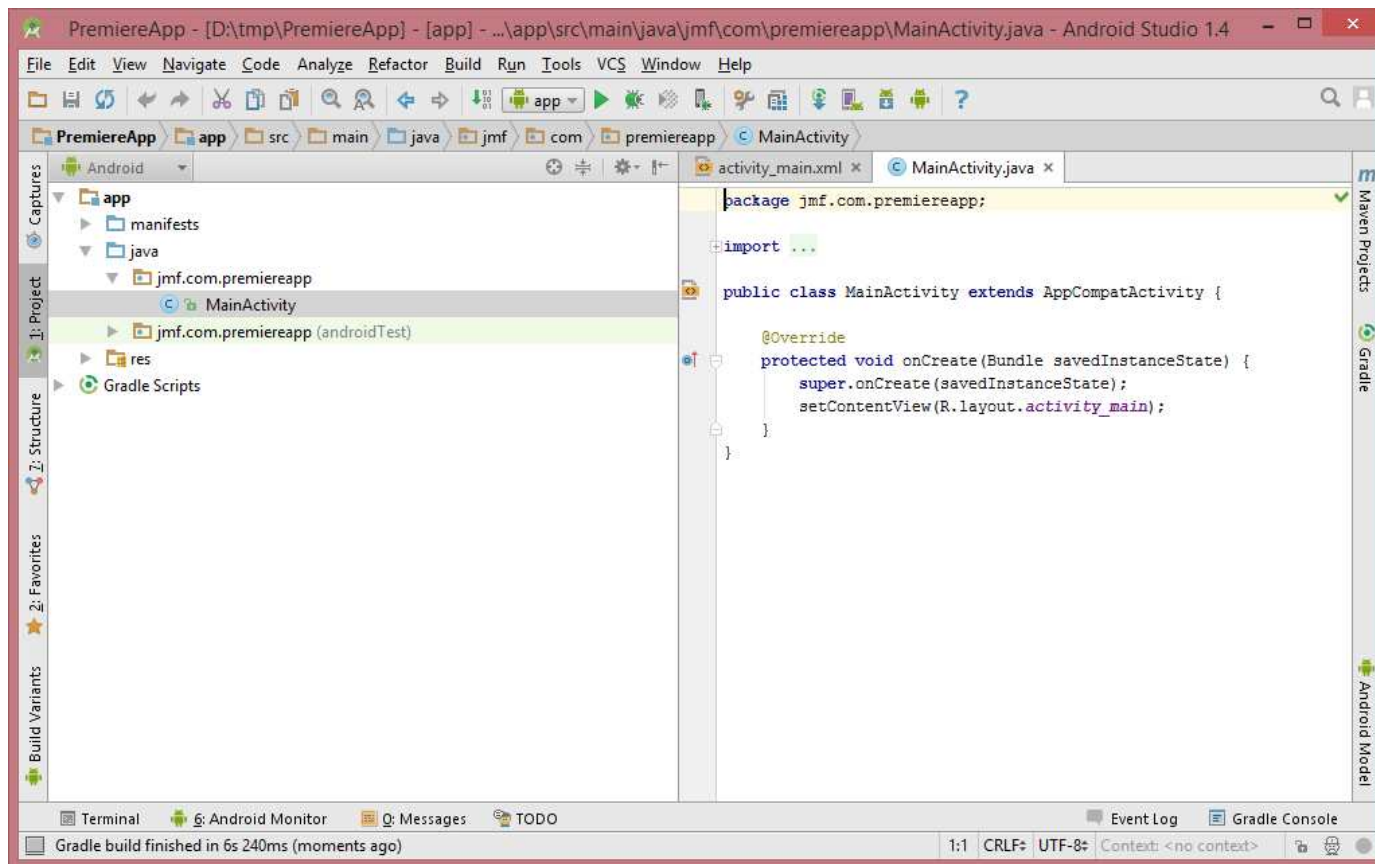 PremiereApp - [D:\tmp\PremiereApp] - [app] - ...\app\src\main\java\jmf\com\premiereapp\MainActivity.java - Android Studio 1.4
File Edit View Navigate Code Analyze Refactor Build Run Tools VCS Window Help
app
PremiereApp app src main java jmf com premiereapp MainActivity
Captures
1: Project
7: Structure
2: Favorites
Build Variants
Android
app
manifests
java
jmf.com.premiereapp
MainActivity
jmf.com.premiereapp (androidTest)
res
Gradle Scripts
activity_main.xml MainActivity.java
package jmf.com.premiereapp;
import ...
public class MainActivity extends AppCompatActivity {
@Override
protected void onCreate(Bundle savedInstanceState) {
super.onCreate(savedInstanceState);
setContentView(R.layout.activity_main);
}
}
m Maven Projects
Gradle
Android Model
Terminal 6: Android Monitor 0: Messages TODO Event Log Gradle Console
Gradle build finished in 6s 240ms (moments ago) 1:1 CRLF UTF-8 Context: <no context>